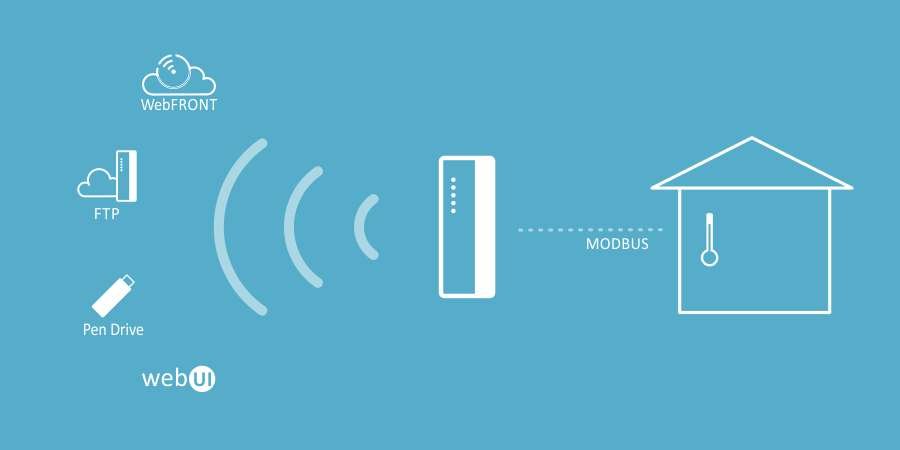 WebFRONT
FTP
Pen Drive
webUI
MODBUS